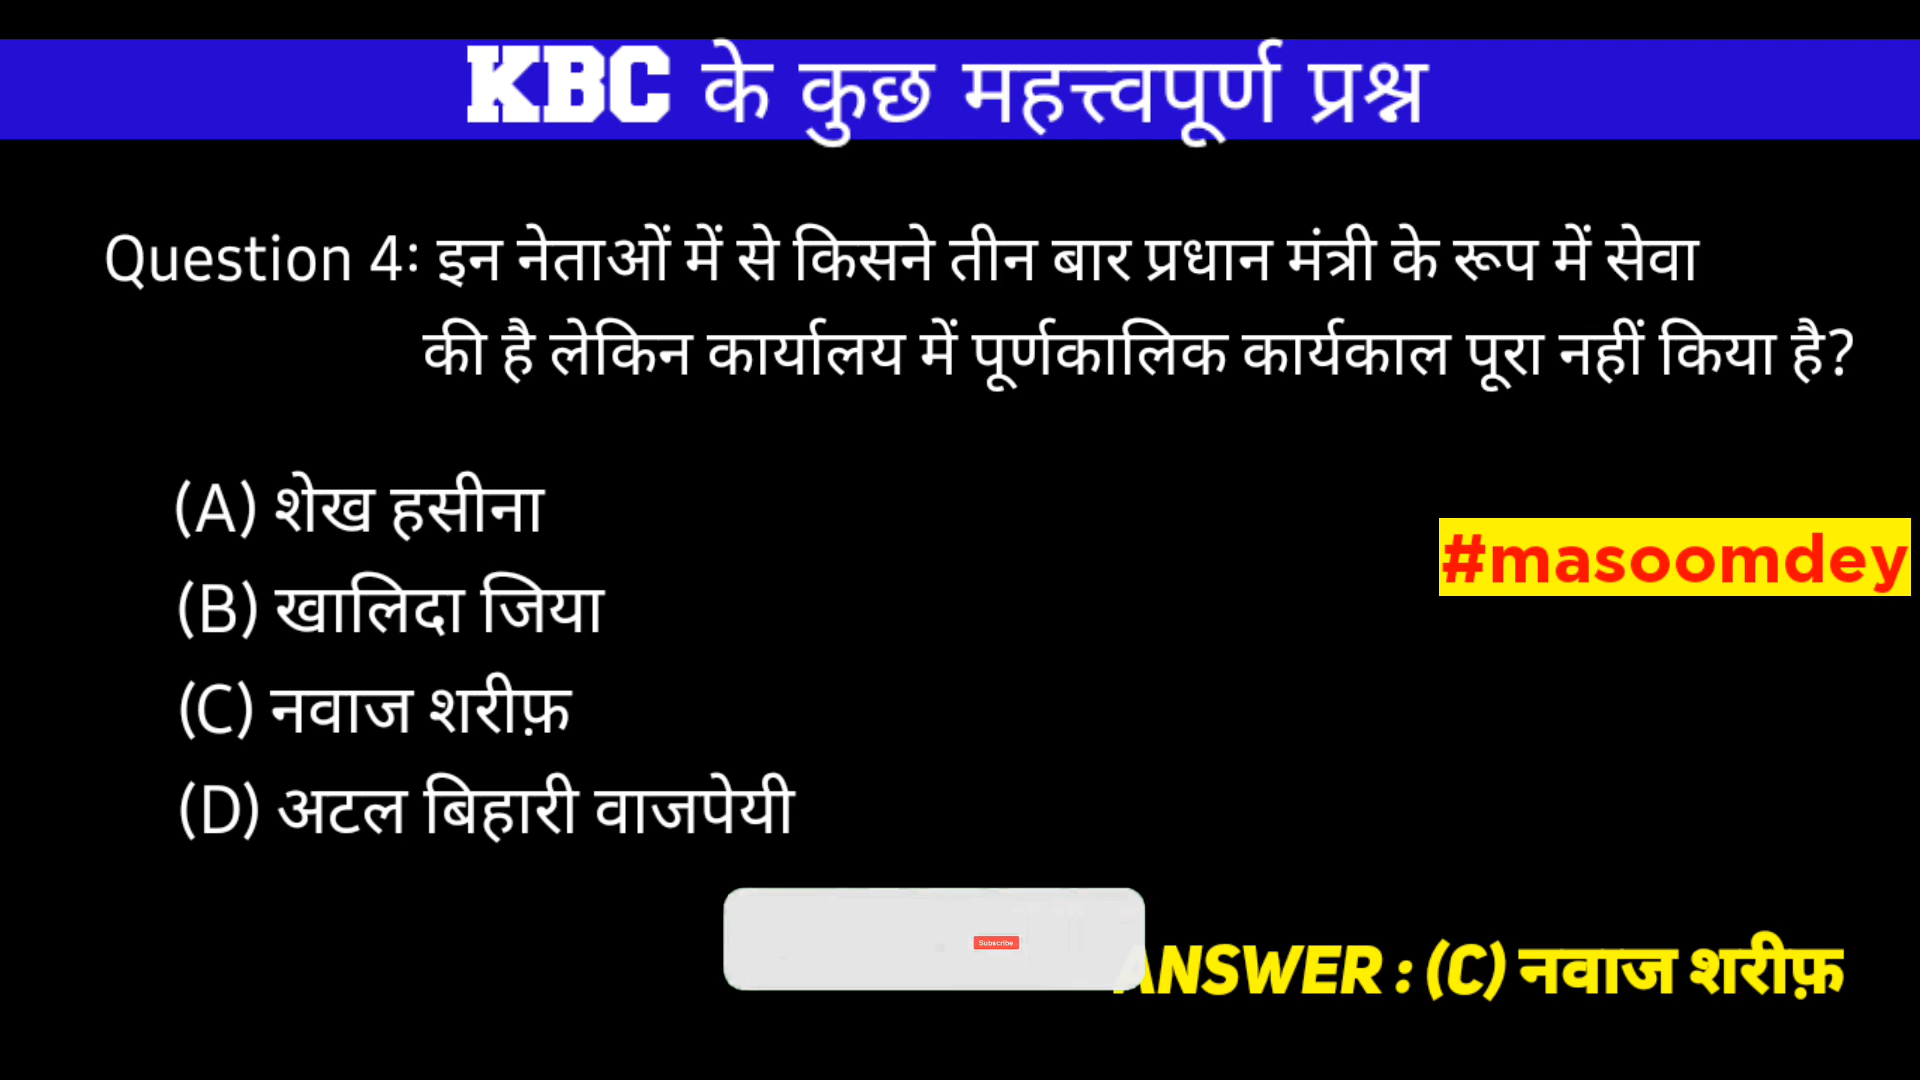 KBC के कुछ महत्त्वपूर्ण प्रश्न
Question 4: इन नेताओं में से किसने तीन बार प्रधान मंत्री के रूप में सेवा
की है लेकिन कार्यालय में पूर्णकालिक कार्यकाल पूरा नहीं किया है?
(A) शेख हसीना
#masoomdey
(B) खालिदा जिया
(C) नवाज शरीफ़
(D) अटल बिहारी वाजपेयी
Subscribe
ANSWER : (C) नवाज शरीफ़